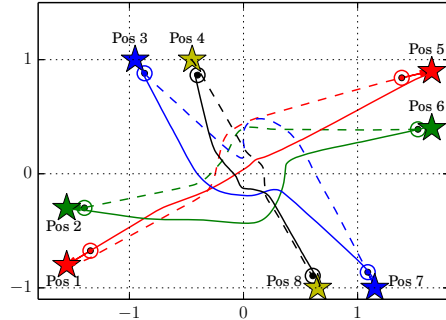 Pos 3
Pos 4
Pos 5
1
Pos 6
0
Pos 2
Pos 1
Pos 8
Pos 7
−1
−1
0
1